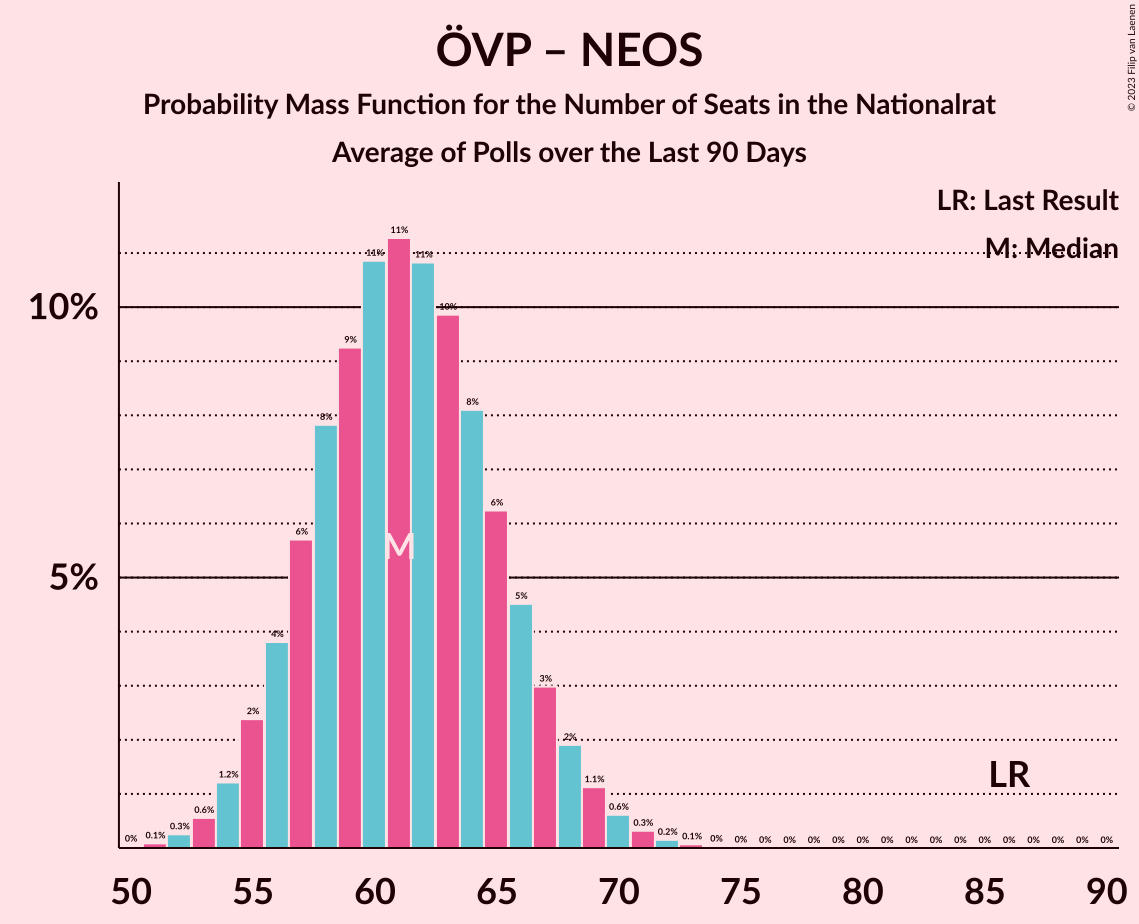 ÖVP – NEOS
Probability Mass Function for the Number of Seats in the Nationalrat
Average of Polls over the Last 90 Days
© 2023 Filip van Laenen
LR: Last Result
M: Median
10%
5%
0% 0.1% 0.3% 0.6% 1.2% 2% 4% 6% 8% 9% 11% 11% 11% 10% 8% 6% 5% 3% 2% 1.1% 0.6% 0.3% 0.2% 0.1% 0% 0% 0% 0% 0% 0% 0% 0% 0% 0% 0% 0% 0% 0% 0% 0% 0%
M
LR
50 55 60 65 70 75 80 85 90